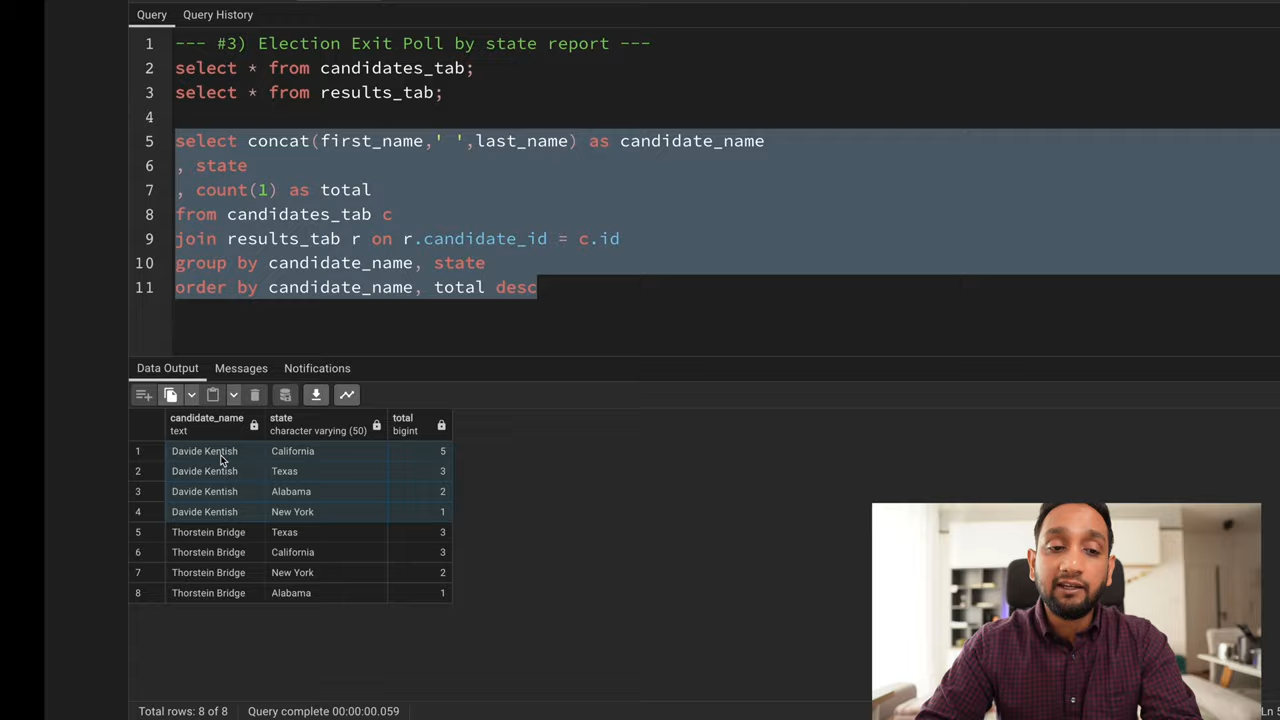 Query Query History
1 --- #3) Election Exit Poll by state report ---
2 select * from candidates_tab;
3 select * from results_tab;
4
5 select concat(first_name,' ',last_name) as candidate_name
6 , state
7 , count(1) as total
8 from candidates_tab c
9 join results_tab r on r.candidate_id = c.id
10 group by candidate_name, state
11 order by candidate_name, total desc
Data Output Messages Notifications
candidate_name state total
text character varying (50) bigint
1 Davide Kentish California 5
2 Davide Kentish Texas 3
3 Davide Kentish Alabama 2
4 Davide Kentish New York 1
5 Thorstein Bridge Texas 3
6 Thorstein Bridge California 3
7 Thorstein Bridge New York 2
8 Thorstein Bridge Alabama 1
Total rows: 8 of 8 Query complete 00:00:00.059 Ln 5